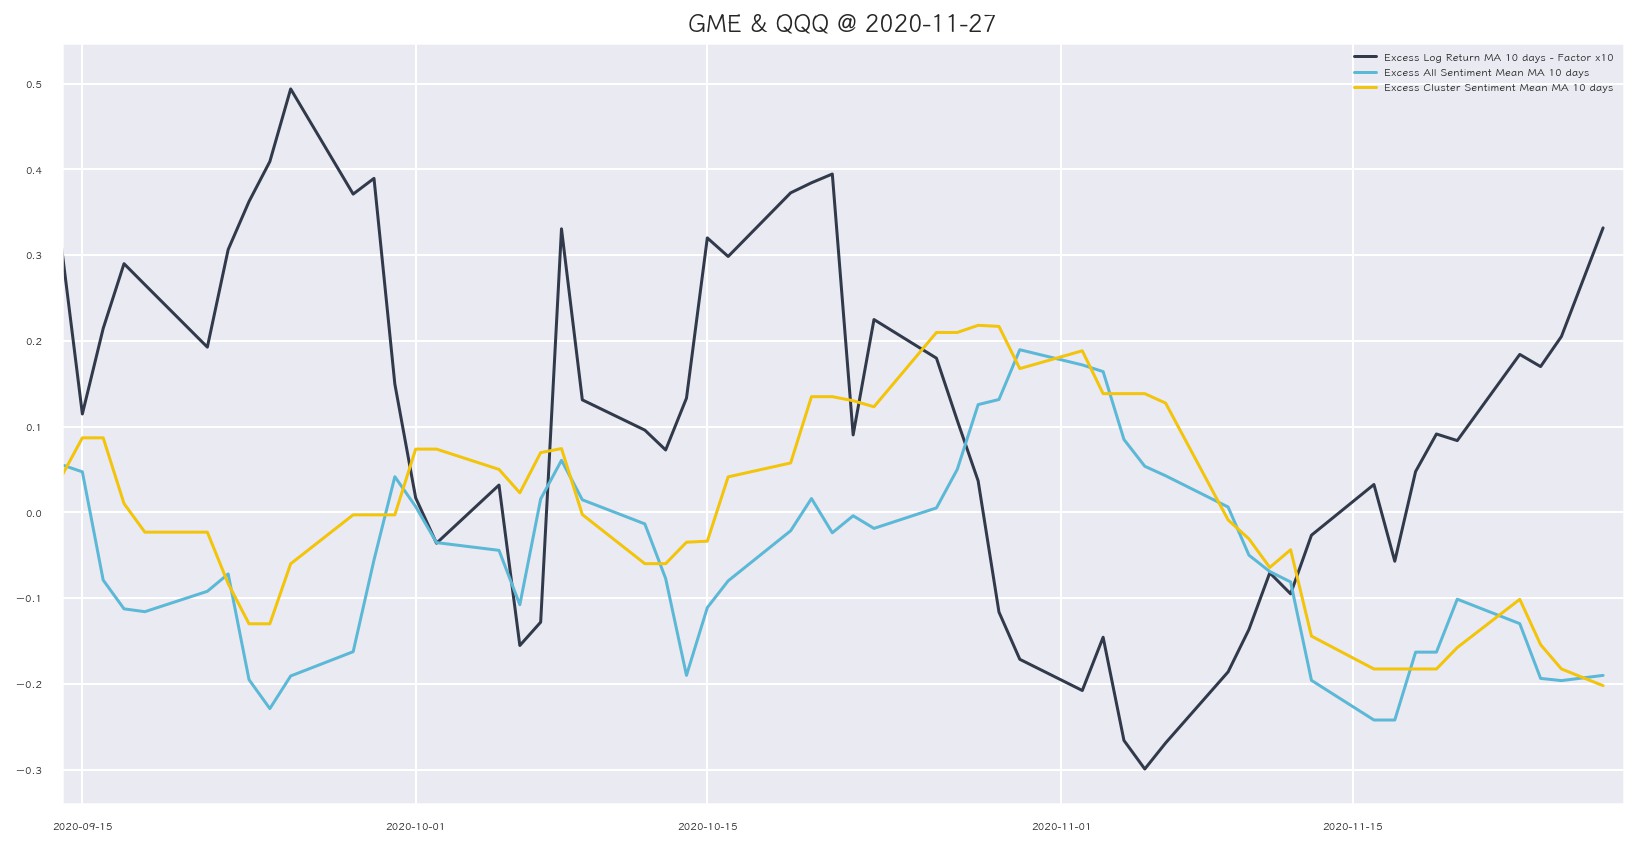 GME & QQQ @ 2020-11-27
Excess Log Return MA 10 days - Factor x10
Excess All Sentiment Mean MA 10 days
Excess Cluster Sentiment Mean MA 10 days
0.5
0.4
0.3
0.2
0.1
0.0
−0.1
−0.2
−0.3
2020-09-15 2020-10-01 2020-10-15 2020-11-01 2020-11-15